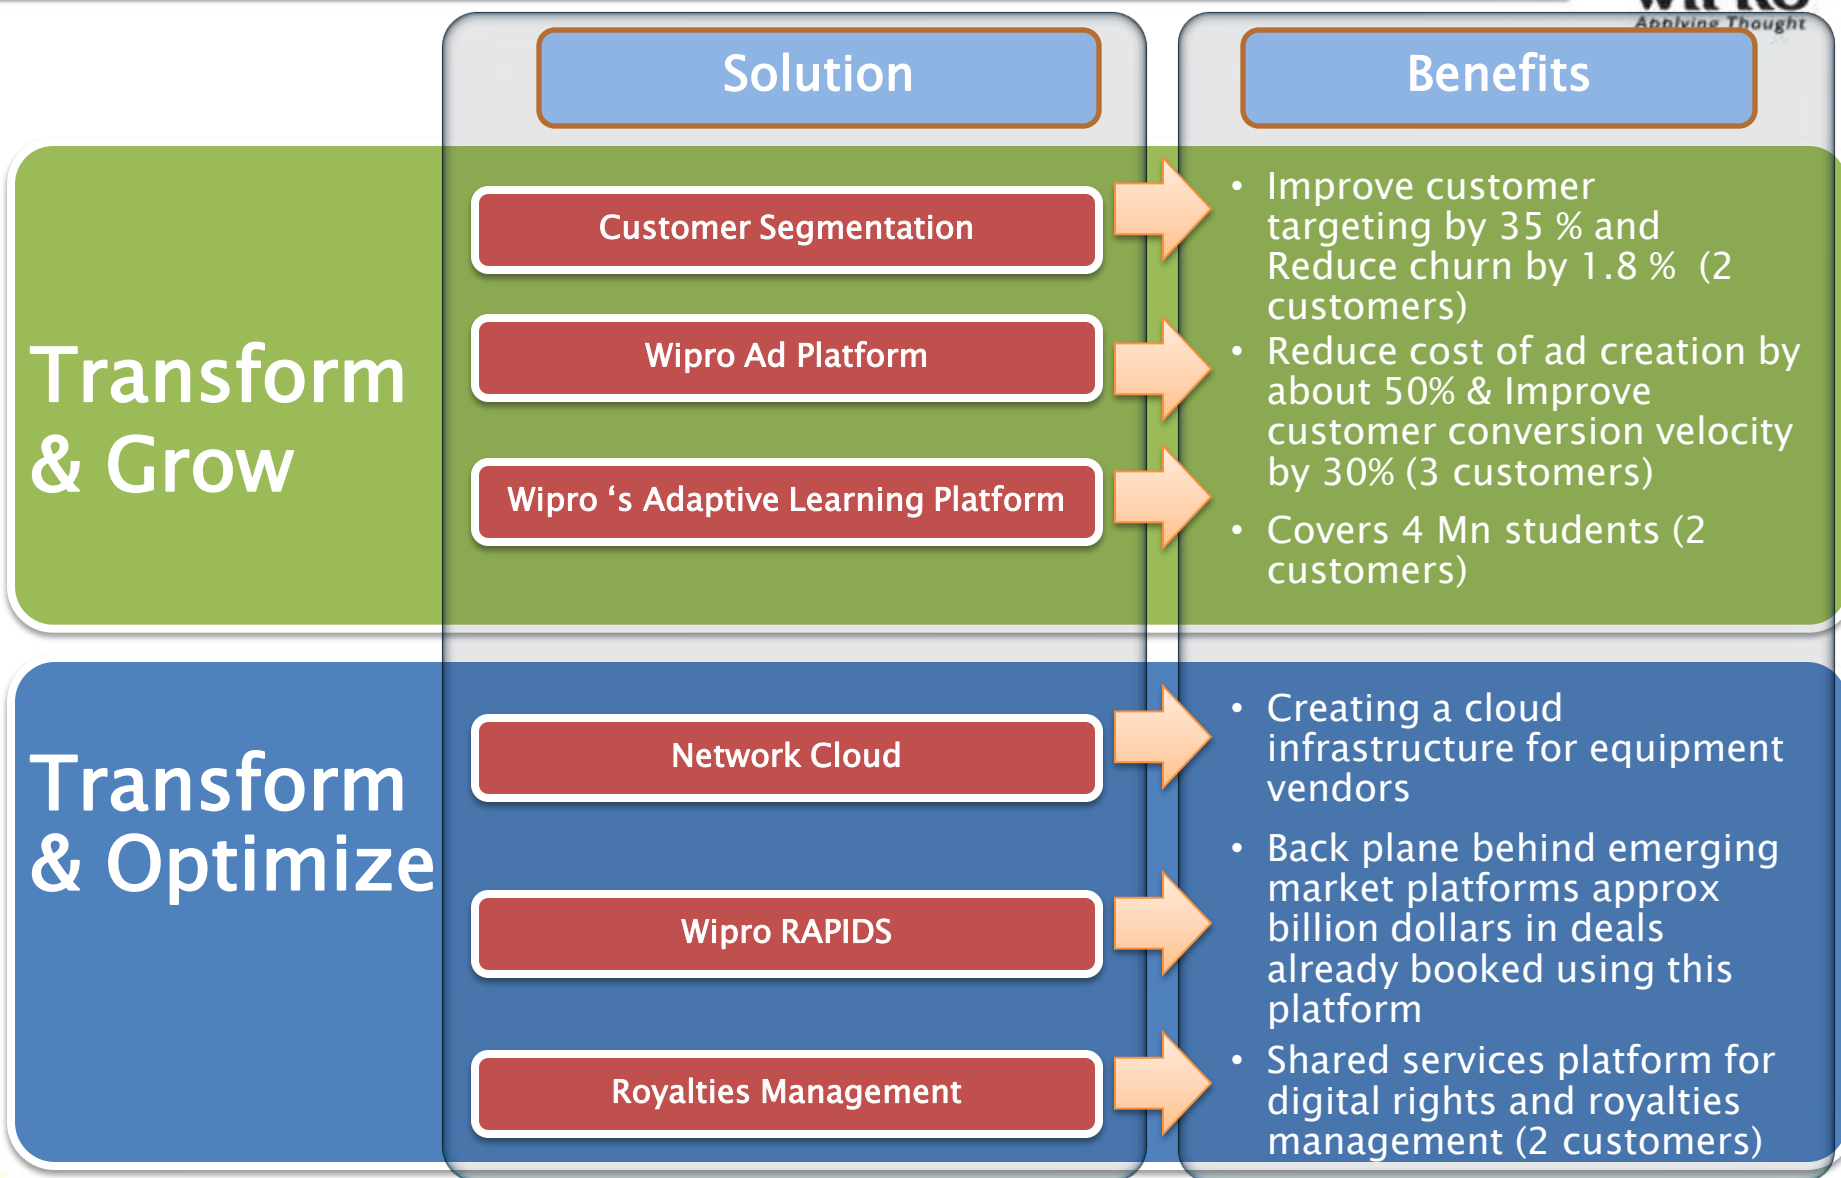 WIPRO
Applying Thought
Solution
Benefits
Transform
& Grow
Customer Segmentation
• Improve customer
targeting by 35 % and
Reduce churn by 1.8 % (2
customers)
Wipro Ad Platform
• Reduce cost of ad creation by
about 50% & Improve
customer conversion velocity
by 30% (3 customers)
Wipro ‘s Adaptive Learning Platform
• Covers 4 Mn students (2
customers)
Transform
& Optimize
Network Cloud
• Creating a cloud
infrastructure for equipment
vendors
Wipro RAPIDS
• Back plane behind emerging
market platforms approx
billion dollars in deals
already booked using this
platform
Royalties Management
• Shared services platform for
digital rights and royalties
management (2 customers)